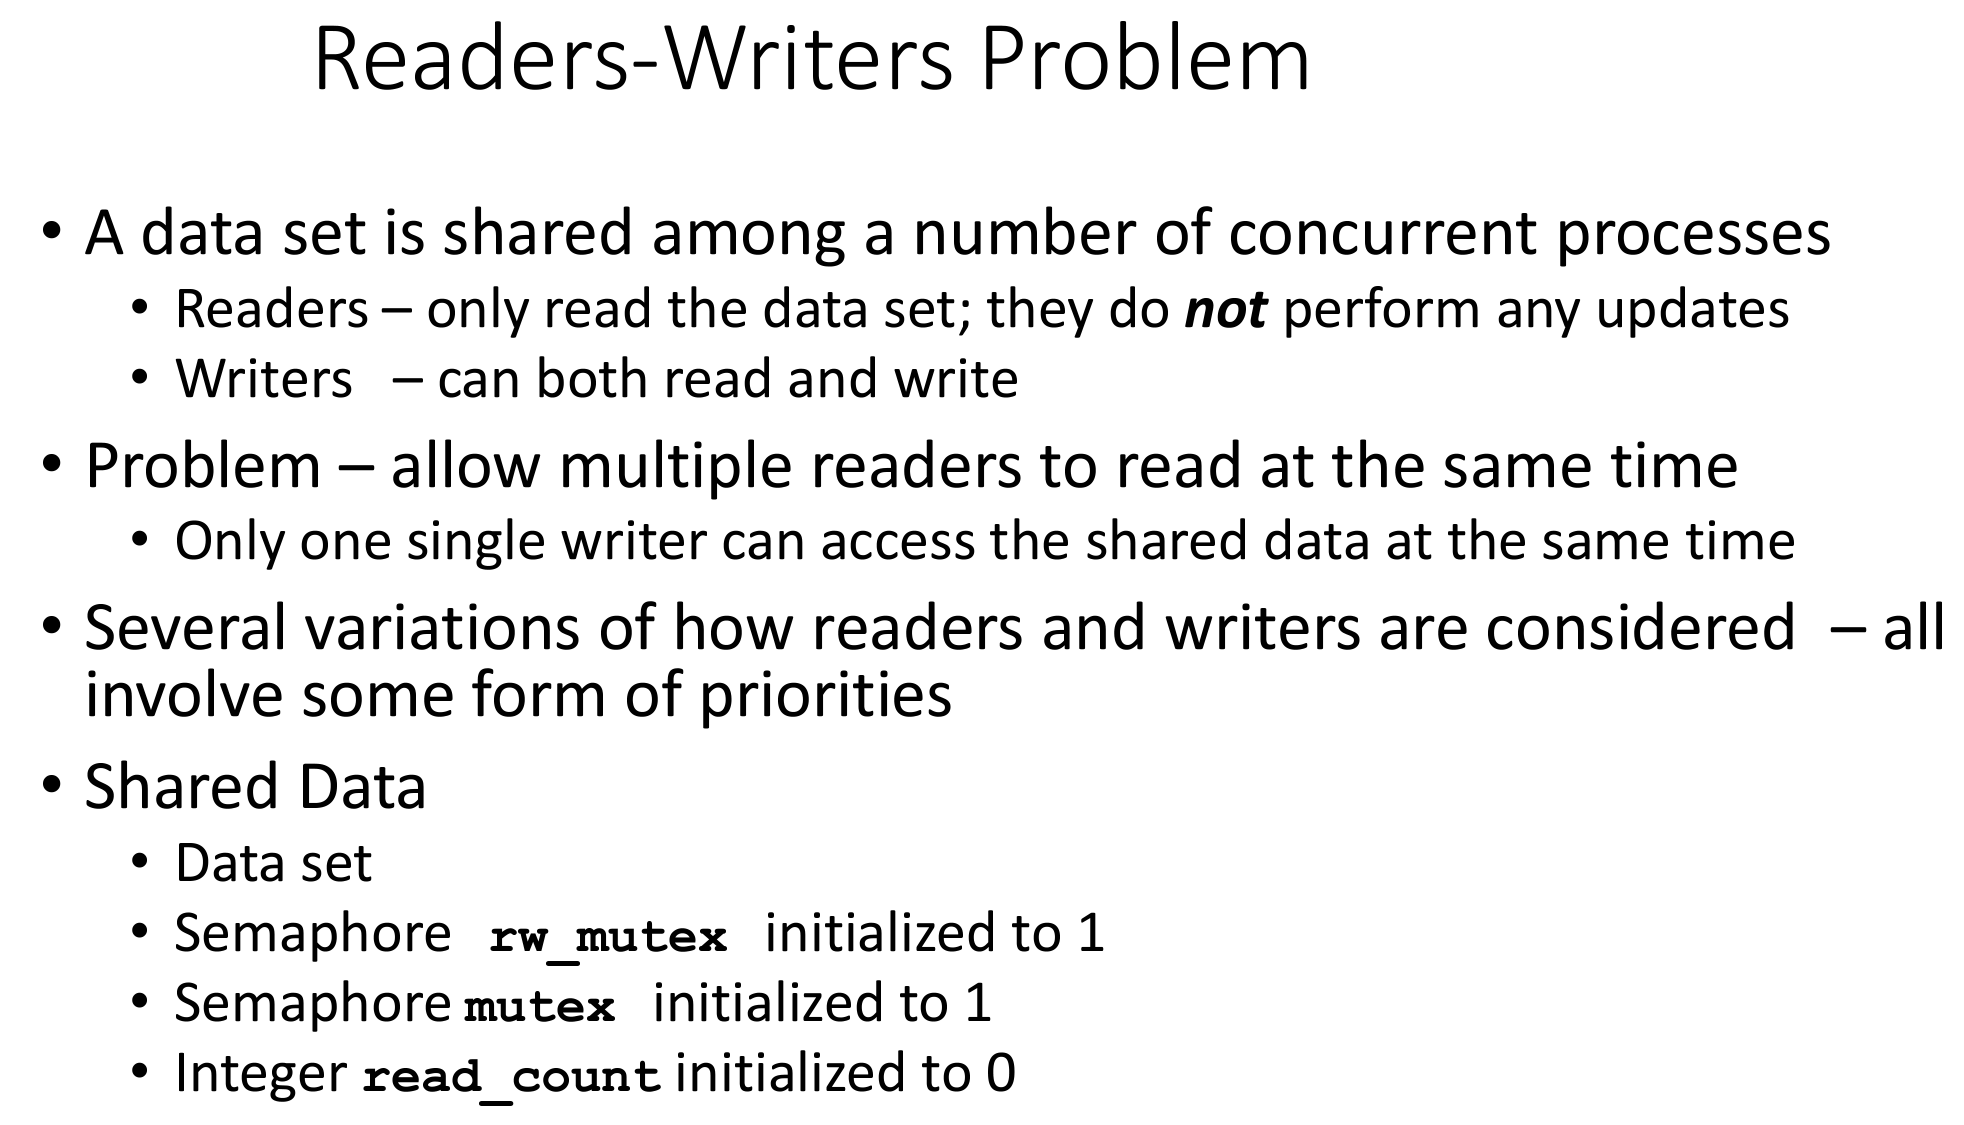 Readers-Writers Problem
• A data set is shared among a number of concurrent processes
• Readers – only read the data set; they do not perform any updates
• Writers – can both read and write
• Problem – allow multiple readers to read at the same time
• Only one single writer can access the shared data at the same time
• Several variations of how readers and writers are considered – all
involve some form of priorities
• Shared Data
• Data set
• Semaphore rw_mutex initialized to 1
• Semaphore mutex initialized to 1
• Integer read_count initialized to 0